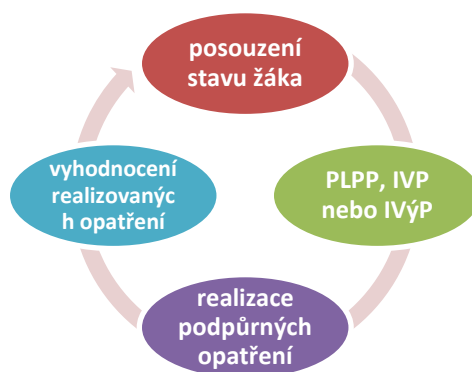 posouzení
stavu žáka
PLPP, IVP
nebo IVýP
realizace
podpůrných
opatření
vyhodnocení
realizovanýc
h opatření